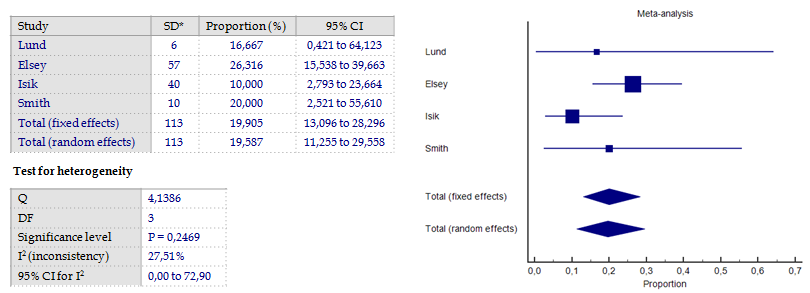 Study SD* Proportion (%) 95% CI
Lund 6 16,667 0,421 to 64,123
Elsey 57 26,316 15,538 to 39,663
Isik 40 10,000 2,793 to 23,664
Smith 10 20,000 2,521 to 55,610
Total (fixed effects) 113 19,905 13,096 to 28,296
Total (random effects) 113 19,587 11,255 to 29,558
Test for heterogeneity
Q 4,1386
DF 3
Significance level P = 0,2469
I² (inconsistency) 27,51%
95% CI for I² 0,00 to 72,90
Meta-analysis
Lund
Elsey
Isik
Smith
Total (fixed effects)
Total (random effects)
0,0 0,1 0,2 0,3 0,4 0,5 0,6 0,7
Proportion